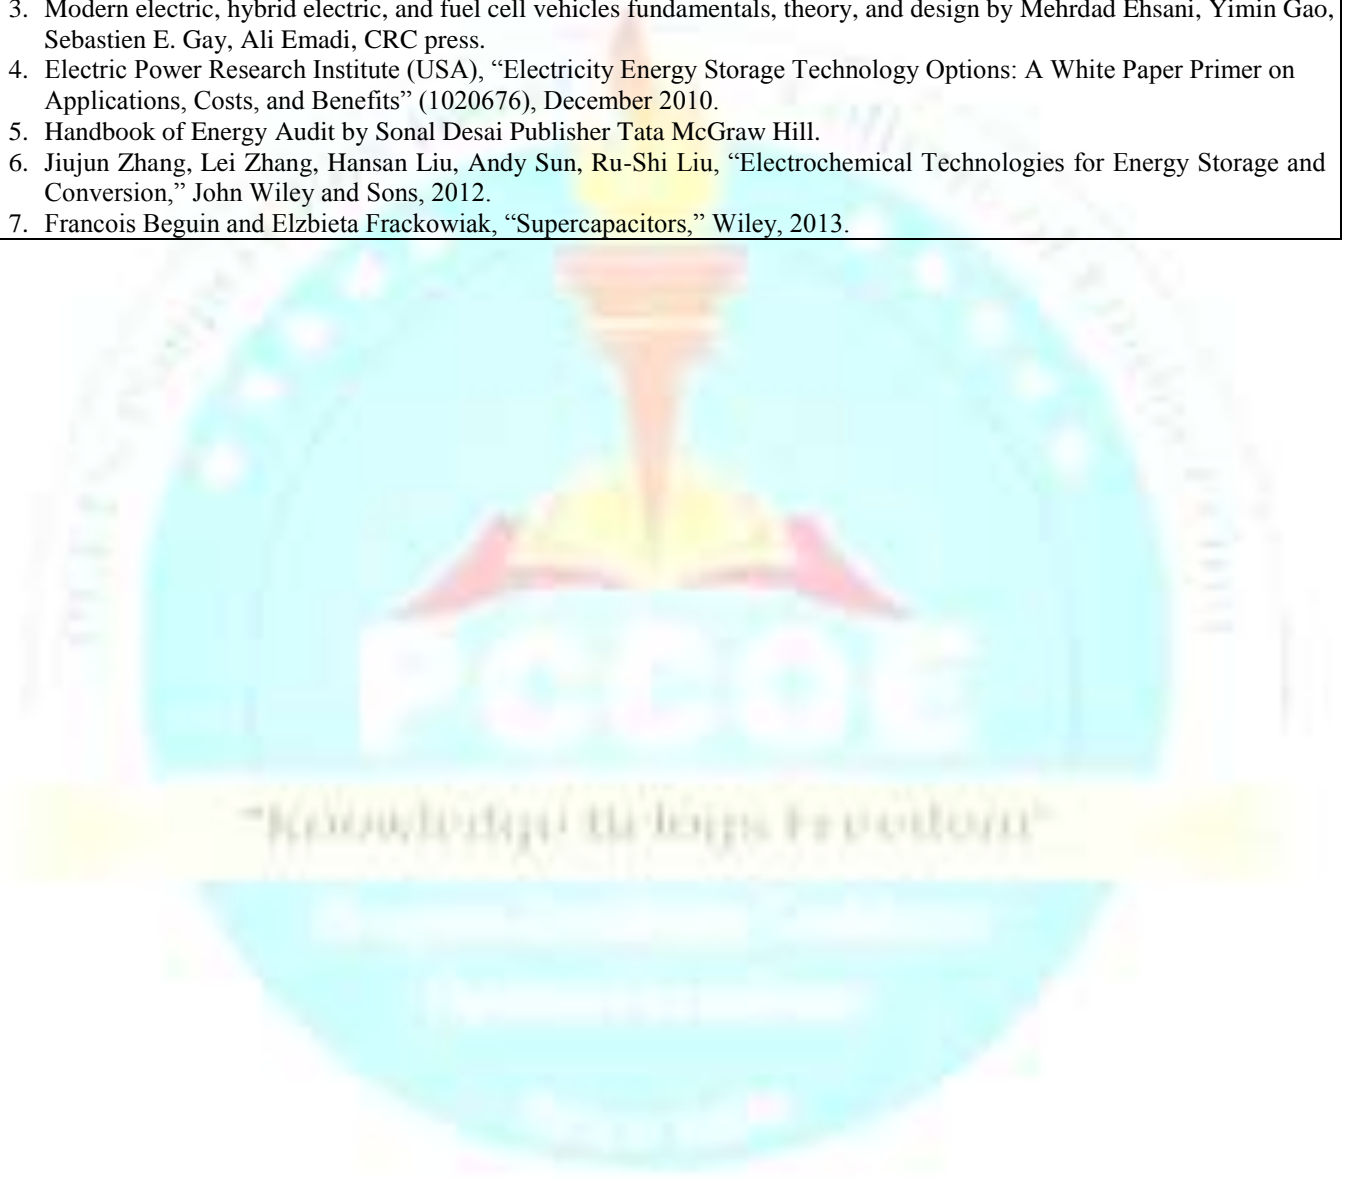 3. Modern electric, hybrid electric, and fuel cell vehicles fundamentals, theory, and design by Mehrdad Ehsani, Yimin Gao,
Sebastien E. Gay, Ali Emadi, CRC press.
4. Electric Power Research Institute (USA), “Electricity Energy Storage Technology Options: A White Paper Primer on
Applications, Costs, and Benefits” (1020676), December 2010.
5. Handbook of Energy Audit by Sonal Desai Publisher Tata McGraw Hill.
6. Jiujun Zhang, Lei Zhang, Hansan Liu, Andy Sun, Ru-Shi Liu, “Electrochemical Technologies for Energy Storage and
Conversion,” John Wiley and Sons, 2012.
7. Francois Beguin and Elzbieta Frackowiak, “Supercapacitors,” Wiley, 2013.
PCCOE
"Knowledge Brings Freedom"